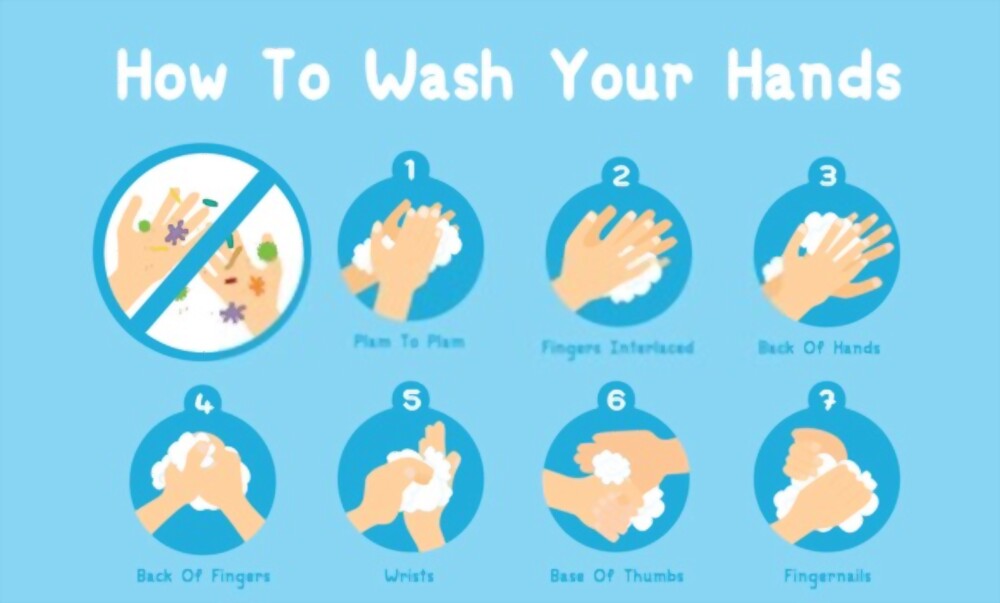 How To Wash Your Hands
1
2
3
Plam To Plam
Fingers Interlaced
Back Of Hands
4
5
6
7
Back Of Fingers
Wrists
Base Of Thumbs
Fingernails